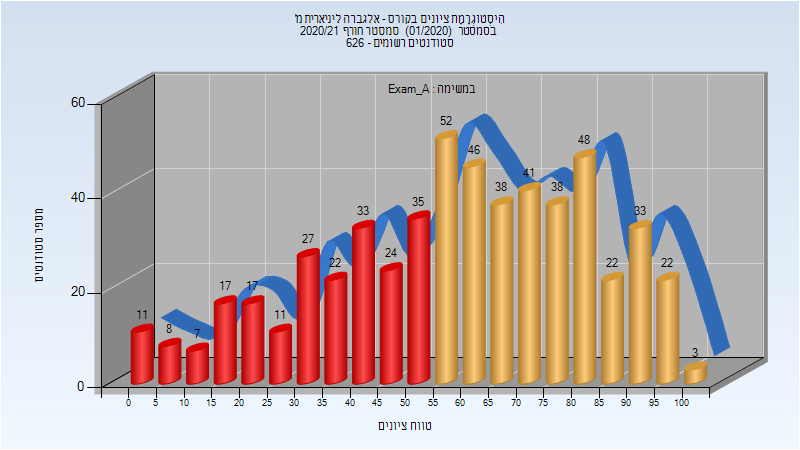 היסטוגרמת ציונים בקורס - אלגברה ליניארית מ'
בסמסטר (01/2020) סמסטר חורף 2020/21
סטודנטים רשומים - 626
במשימה : Exam_A
60
40
20
0
מספר סטודנטים
11 8 7 17 17 11 27 22 33 24 35 52 46 38 41 38 48 22 33 22 3
0 5 10 15 20 25 30 35 40 45 50 55 60 65 70 75 80 85 90 95 100
טווח ציונים